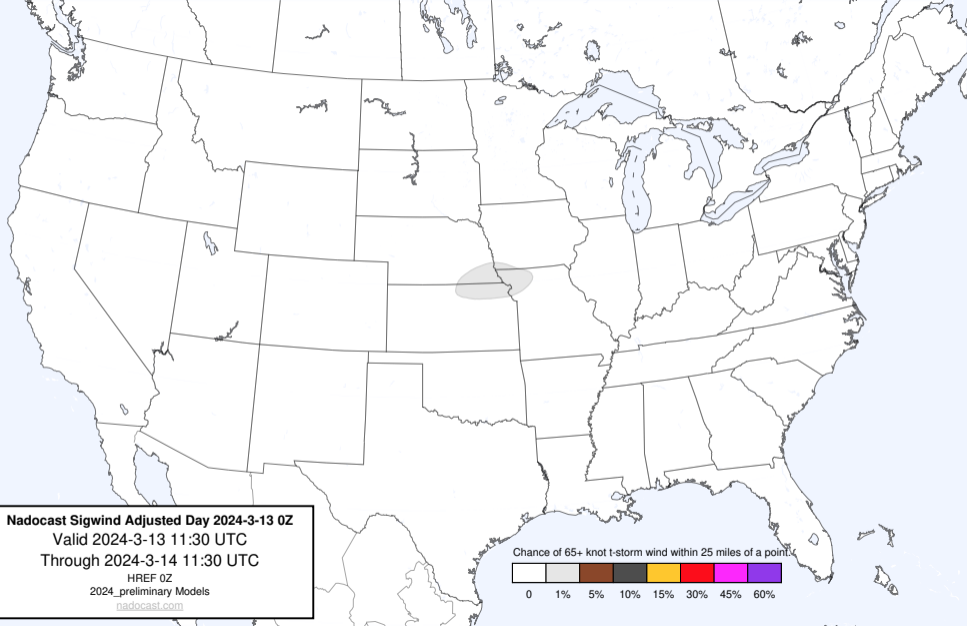 Nadocast Sigwind Adjusted Day 2024-3-13 0Z
Valid 2024-3-13 11:30 UTC
Through 2024-3-14 11:30 UTC
HREF 0Z
2024_preliminary Models
nadocast.com
Chance of 65+ knot t-storm wind within 25 miles of a point.
0 1% 5% 10% 15% 30% 45% 60%